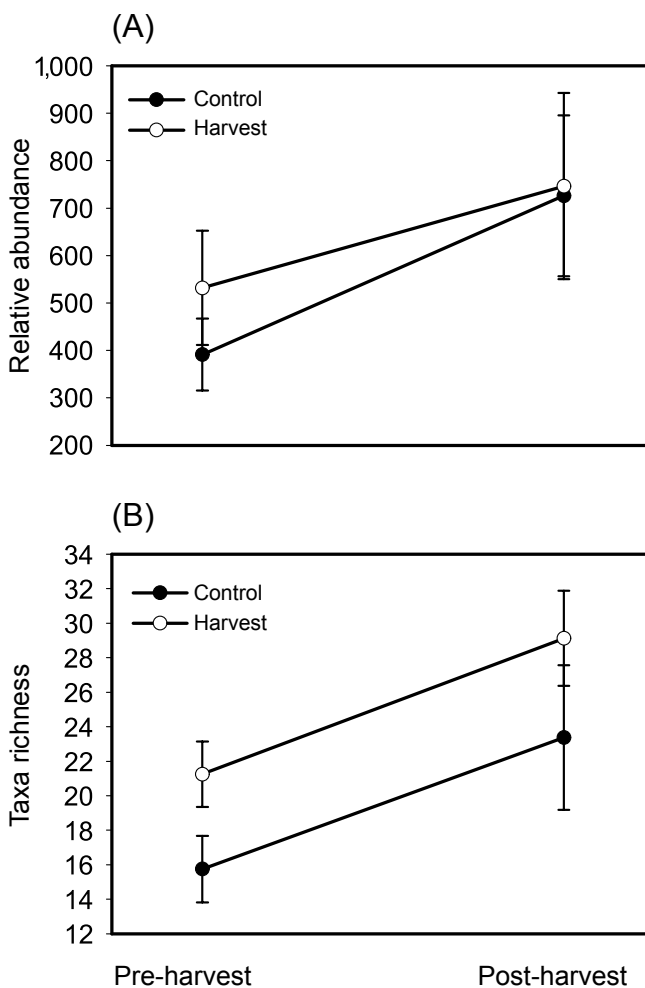 (A)
1,000
900
800
700
600
500
400
300
200
Relative abundance
Control
Harvest
(B)
34
32
30
28
26
24
22
20
18
16
14
12
Taxa richness
Control
Harvest
Pre-harvest Post-harvest